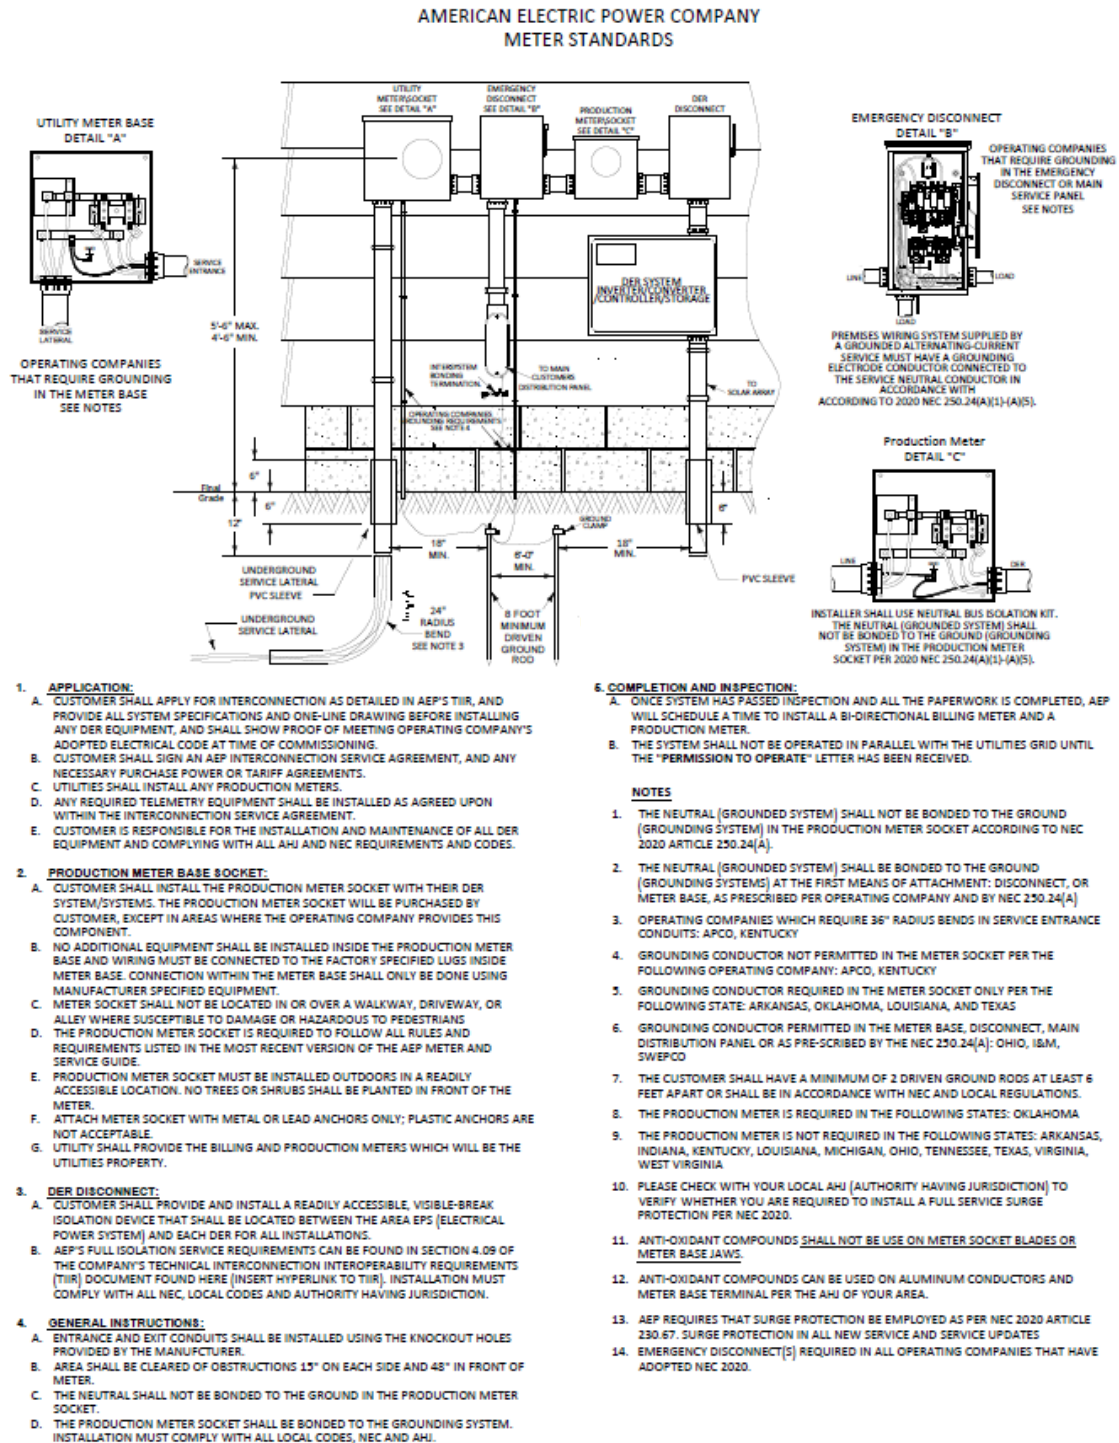 AMERICAN ELECTRIC POWER COMPANY
METER STANDARDS
UTILITY METER BASE
DETAIL "A"
SERVICE
ENTRANCE
SERVICE
LATERAL
OPERATING COMPANIES
THAT REQUIRE GROUNDING
IN THE METER BASE
SEE NOTES
UTILITY
METER\SOCKET
SEE DETAIL "A"
EMERGENCY
DISCONNECT
SEE DETAIL "B"
PRODUCTION
METER\SOCKET
SEE DETAIL "C"
DER
DISCONNECT
5'-6" MAX.
4'-6" MIN.
DER SYSTEM
INVERTER/CONVERTER
/CONTROLLER/STORAGE
INTERSYSTEM
BONDING
TERMINATION
TO MAIN
CUSTOMERS
DISTRIBUTION PANEL
TO
SOLAR ARRAY
OPERATING COMPANIES
GROUNDING REQUIREMENTS
SEE NOTE 4
Final
Grade
6"
6"
12"
6"
GROUND
CLAMP
18"
MIN.
6'-0"
MIN.
18"
MIN.
UNDERGROUND
SERVICE LATERAL
PVC SLEEVE
PVC SLEEVE
UNDERGROUND
SERVICE LATERAL
24"
RADIUS
BEND
SEE NOTE 3
8 FOOT
MINIMUM
DRIVEN
GROUND
ROD
EMERGENCY DISCONNECT
DETAIL "B"
OPERATING COMPANIES
THAT REQUIRE GROUNDING
IN THE EMERGENCY
DISCONNECT OR MAIN
SERVICE PANEL
SEE NOTES
LINE
LOAD
LOAD
PREMISES WIRING SYSTEM SUPPLIED BY
A GROUNDED ALTERNATING-CURRENT
SERVICE MUST HAVE A GROUNDING
ELECTRODE CONDUCTOR CONNECTED TO
THE SERVICE NEUTRAL CONDUCTOR IN
ACCORDANCE WITH
ACCORDING TO 2020 NEC 250.24(A)(1)-(A)(5).
Production Meter
DETAIL "C"
LINE
DER
INSTALLER SHALL USE NEUTRAL BUS ISOLATION KIT.
THE NEUTRAL (GROUNDED SYSTEM) SHALL
NOT BE BONDED TO THE GROUND (GROUNDING
SYSTEM) IN THE PRODUCTION METER
SOCKET PER 2020 NEC 250.24(A)(1)-(A)(5).
1. APPLICATION:
A. CUSTOMER SHALL APPLY FOR INTERCONNECTION AS DETAILED IN AEP'S TIIR, AND
PROVIDE ALL SYSTEM SPECIFICATIONS AND ONE-LINE DRAWING BEFORE INSTALLING
ANY DER EQUIPMENT, AND SHALL SHOW PROOF OF MEETING OPERATING COMPANY'S
ADOPTED ELECTRICAL CODE AT TIME OF COMMISSIONING.
B. CUSTOMER SHALL SIGN AN AEP INTERCONNECTION SERVICE AGREEMENT, AND ANY
NECESSARY PURCHASE POWER OR TARIFF AGREEMENTS.
C. UTILITIES SHALL INSTALL ANY PRODUCTION METERS.
D. ANY REQUIRED TELEMETRY EQUIPMENT SHALL BE INSTALLED AS AGREED UPON
WITHIN THE INTERCONNECTION SERVICE AGREEMENT.
E. CUSTOMER IS RESPONSIBLE FOR THE INSTALLATION AND MAINTENANCE OF ALL DER
EQUIPMENT AND COMPLYING WITH ALL AHJ AND NEC REQUIREMENTS AND CODES.
2. PRODUCTION METER BASE SOCKET:
A. CUSTOMER SHALL INSTALL THE PRODUCTION METER SOCKET WITH THEIR DER
SYSTEM/SYSTEMS. THE PRODUCTION METER SOCKET WILL BE PURCHASED BY
CUSTOMER, EXCEPT IN AREAS WHERE THE OPERATING COMPANY PROVIDES THIS
COMPONENT.
B. NO ADDITIONAL EQUIPMENT SHALL BE INSTALLED INSIDE THE PRODUCTION METER
BASE AND WIRING MUST BE CONNECTED TO THE FACTORY SPECIFIED LUGS INSIDE
METER BASE. CONNECTION WITHIN THE METER BASE SHALL ONLY BE DONE USING
MANUFACTURER SPECIFIED EQUIPMENT.
C. METER SOCKET SHALL NOT BE LOCATED IN OR OVER A WALKWAY, DRIVEWAY, OR
ALLEY WHERE SUSCEPTIBLE TO DAMAGE OR HAZARDOUS TO PEDESTRIANS
D. THE PRODUCTION METER SOCKET IS REQUIRED TO FOLLOW ALL RULES AND
REQUIREMENTS LISTED IN THE MOST RECENT VERSION OF THE AEP METER AND
SERVICE GUIDE.
E. PRODUCTION METER SOCKET MUST BE INSTALLED OUTDOORS IN A READILY
ACCESSIBLE LOCATION. NO TREES OR SHRUBS SHALL BE PLANTED IN FRONT OF THE
METER.
F. ATTACH METER SOCKET WITH METAL OR LEAD ANCHORS ONLY; PLASTIC ANCHORS ARE
NOT ACCEPTABLE.
G. UTILITY SHALL PROVIDE THE BILLING AND PRODUCTION METERS WHICH WILL BE THE
UTILITIES PROPERTY.
3. DER DISCONNECT:
A. CUSTOMER SHALL PROVIDE AND INSTALL A READILY ACCESSIBLE, VISIBLE-BREAK
ISOLATION DEVICE THAT SHALL BE LOCATED BETWEEN THE AREA EPS (ELECTRICAL
POWER SYSTEM) AND EACH DER FOR ALL INSTALLATIONS.
B. AEP'S FULL ISOLATION SERVICE REQUIREMENTS CAN BE FOUND IN SECTION 4.09 OF
THE COMPANY'S TECHNICAL INTERCONNECTION INTEROPERABILITY REQUIREMENTS
(TIIR) DOCUMENT FOUND HERE (INSERT HYPERLINK TO TIIR). INSTALLATION MUST
COMPLY WITH ALL NEC, LOCAL CODES AND AUTHORITY HAVING JURISDICTION.
4. GENERAL INSTRUCTIONS:
A. ENTRANCE AND EXIT CONDUITS SHALL BE INSTALLED USING THE KNOCKOUT HOLES
PROVIDED BY THE MANUFCTURER.
B. AREA SHALL BE CLEARED OF OBSTRUCTIONS 15" ON EACH SIDE AND 48" IN FRONT OF
METER.
C. THE NEUTRAL SHALL NOT BE BONDED TO THE GROUND IN THE PRODUCTION METER
SOCKET.
D. THE PRODUCTION METER SOCKET SHALL BE BONDED TO THE GROUNDING SYSTEM.
INSTALLATION MUST COMPLY WITH ALL LOCAL CODES, NEC AND AHJ.
5. COMPLETION AND INSPECTION:
A. ONCE SYSTEM HAS PASSED INSPECTION AND ALL THE PAPERWORK IS COMPLETED, AEP
WILL SCHEDULE A TIME TO INSTALL A BI-DIRECTIONAL BILLING METER AND A
PRODUCTION METER.
B. THE SYSTEM SHALL NOT BE OPERATED IN PARALLEL WITH THE UTILITIES GRID UNTIL
THE "PERMISSION TO OPERATE" LETTER HAS BEEN RECEIVED.
NOTES
1. THE NEUTRAL (GROUNDED SYSTEM) SHALL NOT BE BONDED TO THE GROUND
(GROUNDING SYSTEM) IN THE PRODUCTION METER SOCKET ACCORDING TO NEC
2020 ARTICLE 250.24(A).
2. THE NEUTRAL (GROUNDED SYSTEM) SHALL BE BONDED TO THE GROUND
(GROUNDING SYSTEMS) AT THE FIRST MEANS OF ATTACHMENT: DISCONNECT, OR
METER BASE, AS PRESCRIBED PER OPERATING COMPANY AND BY NEC 250.24(A)
3. OPERATING COMPANIES WHICH REQUIRE 36" RADIUS BENDS IN SERVICE ENTRANCE
CONDUITS: APCO, KENTUCKY
4. GROUNDING CONDUCTOR NOT PERMITTED IN THE METER SOCKET PER THE
FOLLOWING OPERATING COMPANY: APCO, KENTUCKY
5. GROUNDING CONDUCTOR REQUIRED IN THE METER SOCKET ONLY PER THE
FOLLOWING STATE: ARKANSAS, OKLAHOMA, LOUISIANA, AND TEXAS
6. GROUNDING CONDUCTOR PERMITTED IN THE METER BASE, DISCONNECT, MAIN
DISTRIBUTION PANEL OR AS PRE-SCRIBED BY THE NEC 250.24(A): OHIO, I&M,
SWEPCO
7. THE CUSTOMER SHALL HAVE A MINIMUM OF 2 DRIVEN GROUND RODS AT LEAST 6
FEET APART OR SHALL BE IN ACCORDANCE WITH NEC AND LOCAL REGULATIONS.
8. THE PRODUCTION METER IS REQUIRED IN THE FOLLOWING STATES: OKLAHOMA
9. THE PRODUCTION METER IS NOT REQUIRED IN THE FOLLOWING STATES: ARKANSAS,
INDIANA, KENTUCKY, LOUISIANA, MICHIGAN, OHIO, TENNESSEE, TEXAS, VIRGINIA,
WEST VIRGINIA
10. PLEASE CHECK WITH YOUR LOCAL AHJ (AUTHORITY HAVING JURISDICTION) TO
VERIFY WHETHER YOU ARE REQUIRED TO INSTALL A FULL SERVICE SURGE
PROTECTION PER NEC 2020.
11. ANTI-OXIDANT COMPOUNDS SHALL NOT BE USE ON METER SOCKET BLADES OR
METER BASE JAWS.
12. ANTI-OXIDANT COMPOUNDS CAN BE USED ON ALUMINUM CONDUCTORS AND
METER BASE TERMINAL PER THE AHJ OF YOUR AREA.
13. AEP REQUIRES THAT SURGE PROTECTION BE EMPLOYED AS PER NEC 2020 ARTICLE
230.67. SURGE PROTECTION IN ALL NEW SERVICE AND SERVICE UPDATES
14. EMERGENCY DISCONNECT(S) REQUIRED IN ALL OPERATING COMPANIES THAT HAVE
ADOPTED NEC 2020.